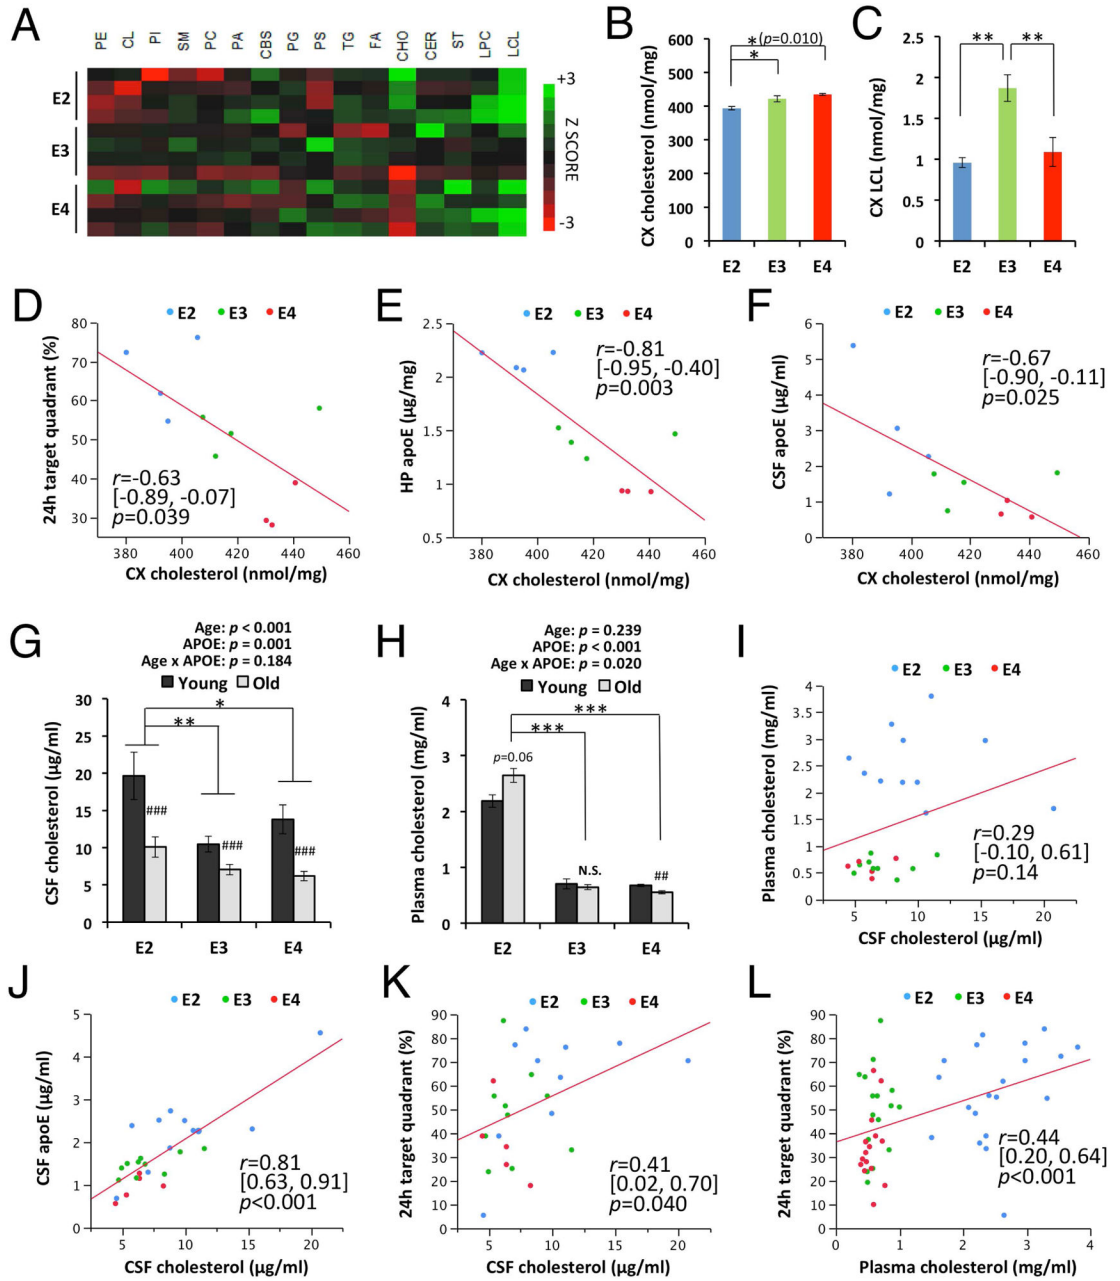 A
PE CL PI SM PC PA CBS PG PS TG FA CHO CER ST LPC LCL
E2
E3
E4
+3
Z SCORE
-3
B
CX cholesterol (nmol/mg)
600
500
400
300
200
100
0
*(p=0.010)
*
E2 E3 E4
C
CX LCL (nmol/mg)
2.5
2
1.5
1
0.5
0
** **
E2 E3 E4
D
E2 E3 E4
24h target quadrant (%)
80
70
60
50
40
30
r=-0.63
[-0.89, -0.07]
p=0.039
380 400 420 440 460
CX cholesterol (nmol/mg)
E
E2 E3 E4
HP apoE (µg/mg)
2.5
2
1.5
1
0.5
r=-0.81
[-0.95, -0.40]
p=0.003
380 400 420 440 460
CX cholesterol (nmol/mg)
F
E2 E3 E4
CSF apoE (µg/ml)
6
5
4
3
2
1
0
r=-0.67
[-0.90, -0.11]
p=0.025
380 400 420 440 460
CX cholesterol (nmol/mg)
G
Age: p < 0.001
APOE: p = 0.001
Age x APOE: p = 0.184
Young Old
CSF cholesterol (µg/ml)
30
25
20
15
10
5
0
*
**
### ### ###
E2 E3 E4
H
Age: p = 0.239
APOE: p < 0.001
Age x APOE: p = 0.020
Young Old
Plasma cholesterol (mg/ml)
4
3
2
1
0
***
***
p=0.06
N.S. ##
E2 E3 E4
I
E2 E3 E4
Plasma cholesterol (mg/ml)
4
3.5
3
2.5
2
1.5
1
0.5
0
r=0.29
[-0.10, 0.61]
p=0.14
5 10 15 20
CSF cholesterol (µg/ml)
J
E2 E3 E4
CSF apoE (µg/ml)
5
4
3
2
1
0
r=0.81
[0.63, 0.91]
p<0.001
5 10 15 20
CSF cholesterol (µg/ml)
K
E2 E3 E4
24h target quadrant (%)
90
80
70
60
50
40
30
20
10
0
r=0.41
[0.02, 0.70]
p=0.040
5 10 15 20
CSF cholesterol (µg/ml)
L
E2 E3 E4
24h target quadrant (%)
90
80
70
60
50
40
30
20
10
0
r=0.44
[0.20, 0.64]
p<0.001
0 1 2 3 4
Plasma cholesterol (mg/ml)